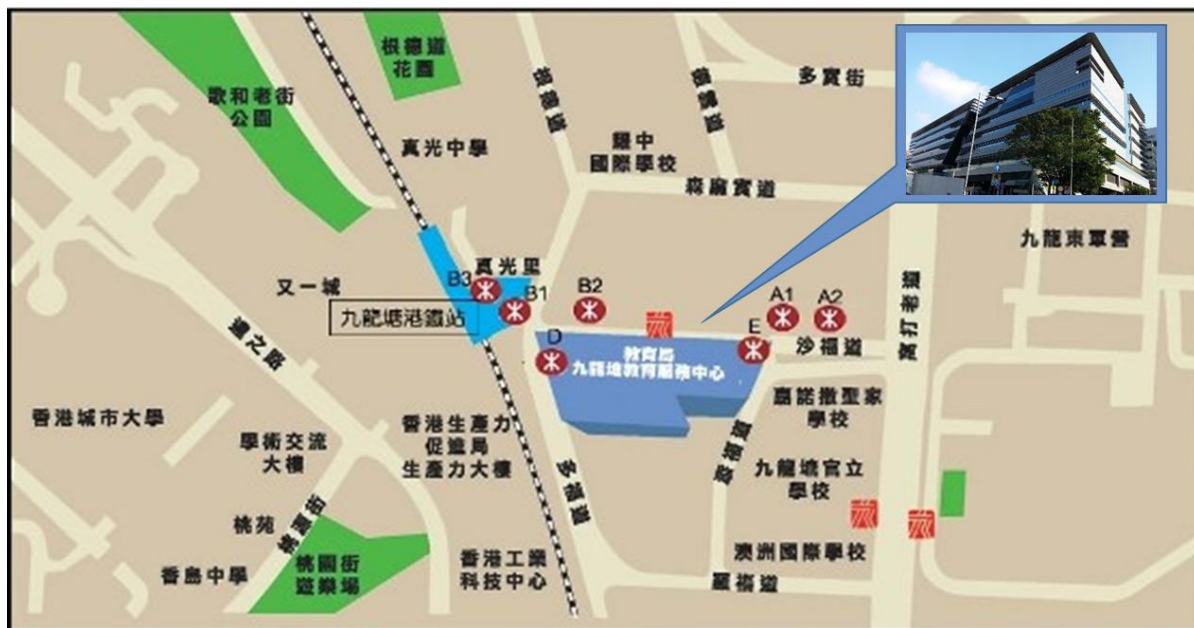 根德道
花園
歌和老街
公園
多實街
根德道
真光中學
耀中
國際學校
森麻實道
九龍東軍營
真光里
又一城
B3
B1
B2
A1
A2
九龍塘港鐵站
D
E
沙福道
窩打老道
達之路
教育局
九龍塘教育服務中心
香港城市大學
學術交流
大樓
香港生產力
促進局
生產力大樓
嘉諾撒聖家
學校
九龍塘官立
學校
多福道
桃苑
桃源街
香島中學
桃園街
遊樂場
香港工業
科技中心
澳洲國際學校
羅福道